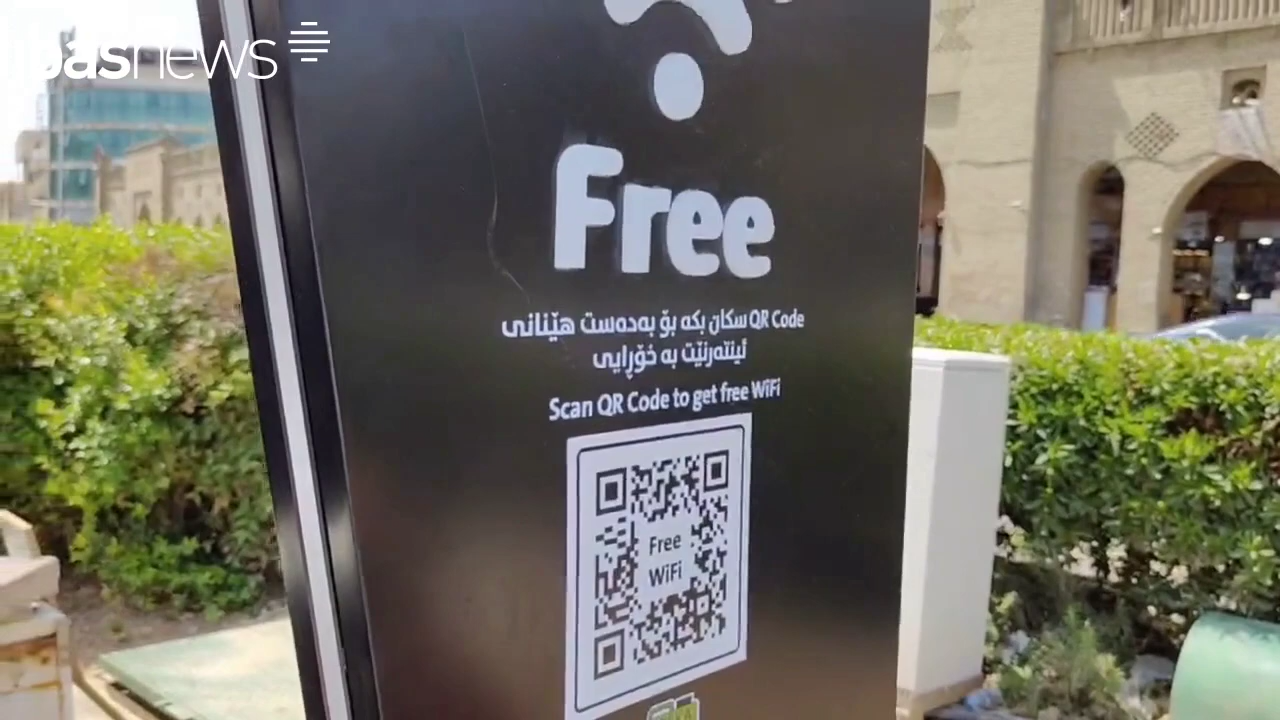 basnews
Free
QR Code سکان بکە بۆ بەدەست هێنانی
ئینتەرنێت بە خۆڕایی
Scan QR Code to get free WiFi
Free
WiFi